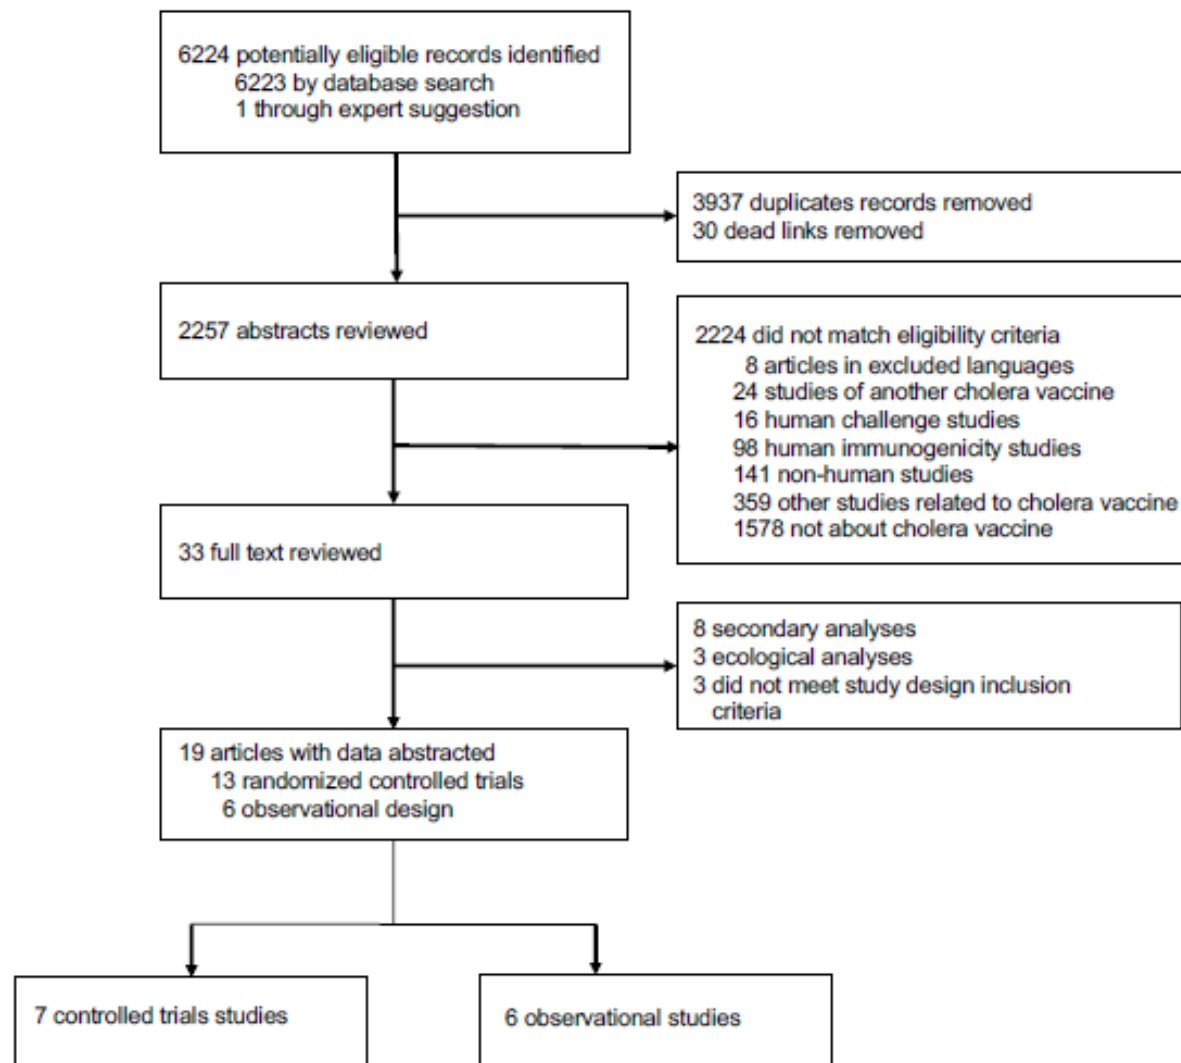 6224 potentially eligible records identified
6223 by database search
1 through expert suggestion
3937 duplicates records removed
30 dead links removed
2257 abstracts reviewed
2224 did not match eligibility criteria
8 articles in excluded languages
24 studies of another cholera vaccine
16 human challenge studies
98 human immunogenicity studies
141 non-human studies
359 other studies related to cholera vaccine
1578 not about cholera vaccine
33 full text reviewed
8 secondary analyses
3 ecological analyses
3 did not meet study design inclusion
criteria
19 articles with data abstracted
13 randomized controlled trials
6 observational design
7 controlled trials studies
6 observational studies